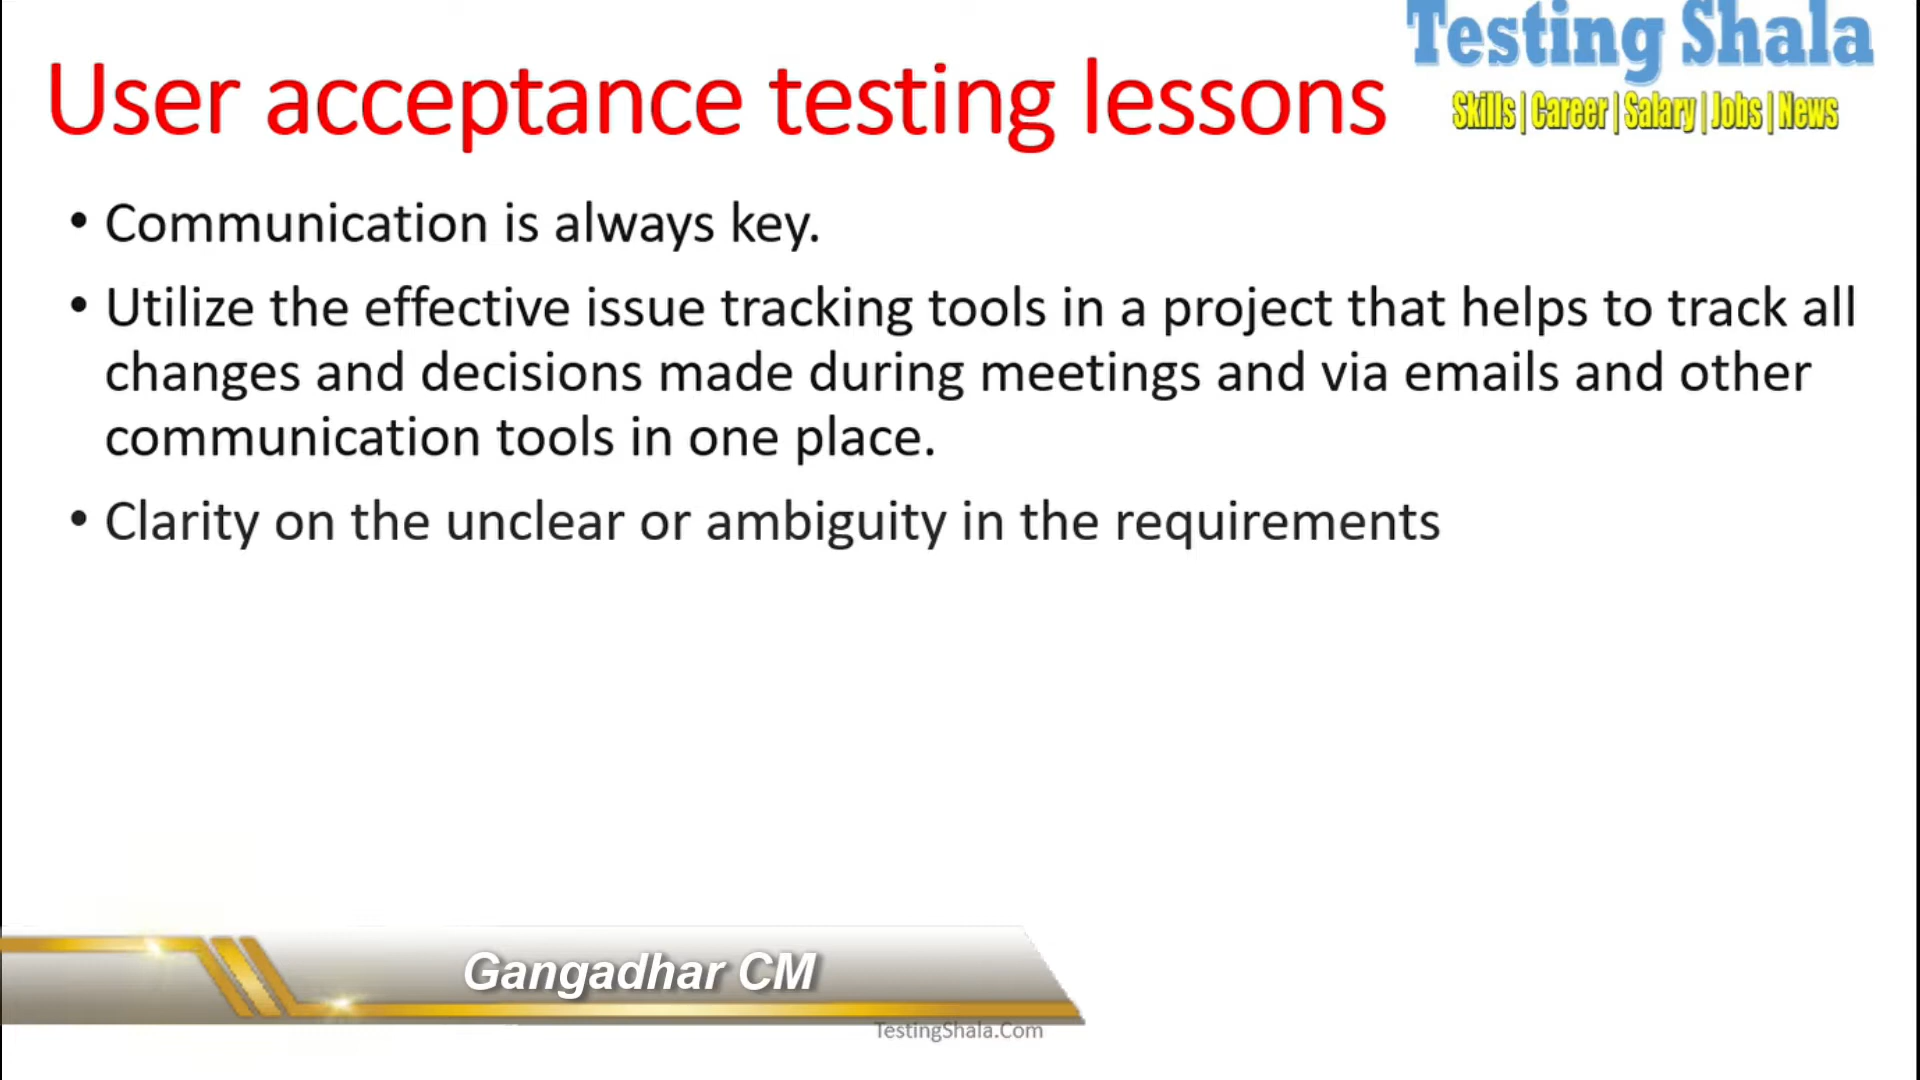 Testing Shala
User acceptance testing lessons
Skills | Career | Salary | Jobs | News
• Communication is always key.
• Utilize the effective issue tracking tools in a project that helps to track all
changes and decisions made during meetings and via emails and other
communication tools in one place.
• Clarity on the unclear or ambiguity in the requirements
Gangadhar CM
TestingShala.Com